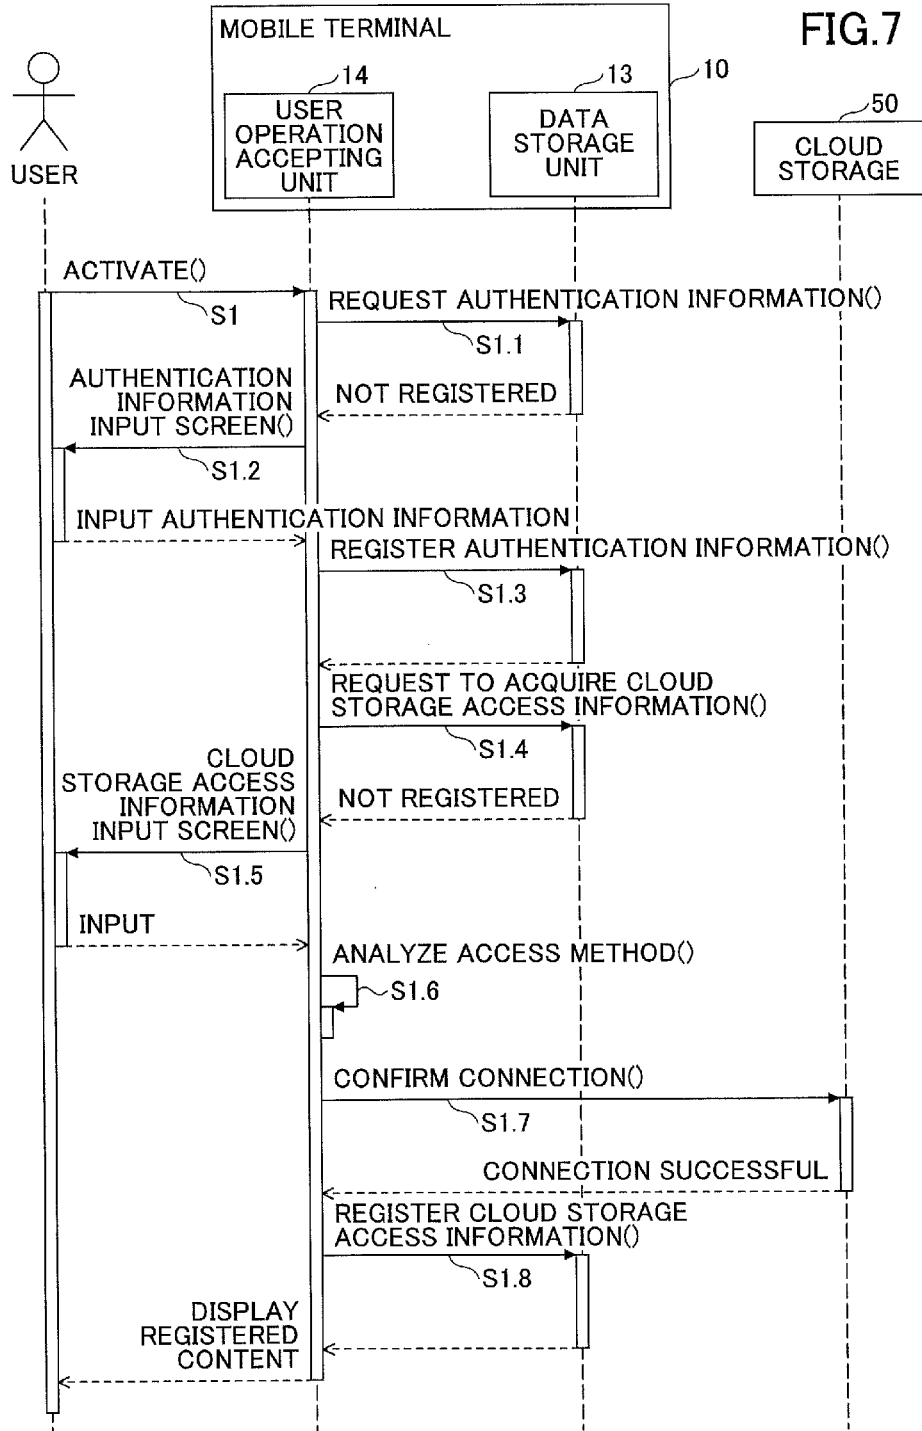 FIG.7
MOBILE TERMINAL
10
14
13
50
USER
USER
OPERATION
ACCEPTING
UNIT
DATA
STORAGE
UNIT
CLOUD
STORAGE
ACTIVATE()
S1
REQUEST AUTHENTICATION INFORMATION()
S1.1
NOT REGISTERED
AUTHENTICATION
INFORMATION
INPUT SCREEN()
S1.2
INPUT AUTHENTICATION INFORMATION
REGISTER AUTHENTICATION INFORMATION()
S1.3
REQUEST TO ACQUIRE CLOUD
STORAGE ACCESS INFORMATION()
S1.4
NOT REGISTERED
CLOUD
STORAGE ACCESS
INFORMATION
INPUT SCREEN()
S1.5
INPUT
ANALYZE ACCESS METHOD()
S1.6
CONFIRM CONNECTION()
S1.7
CONNECTION SUCCESSFUL
REGISTER CLOUD STORAGE
ACCESS INFORMATION()
S1.8
DISPLAY
REGISTERED
CONTENT